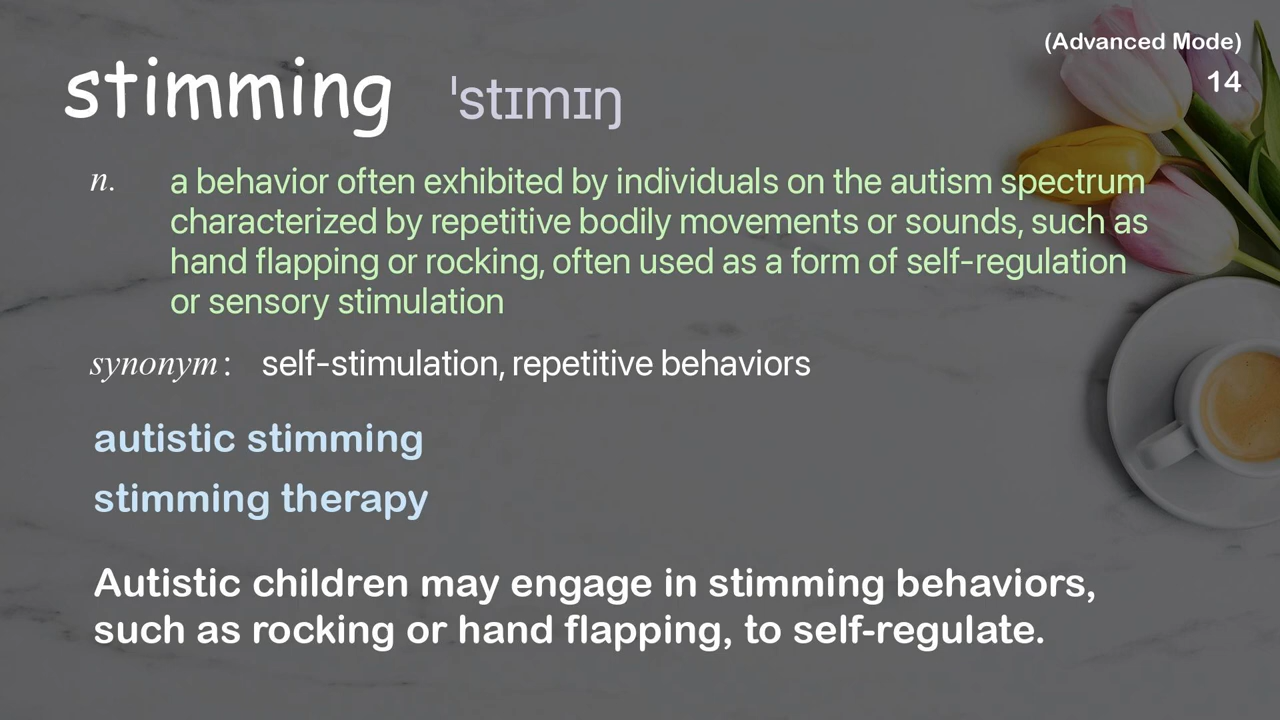 (Advanced Mode)
14
stimming ˈstɪmɪŋ
n. a behavior often exhibited by individuals on the autism spectrum
characterized by repetitive bodily movements or sounds, such as
hand flapping or rocking, often used as a form of self-regulation
or sensory stimulation
synonym: self-stimulation, repetitive behaviors
autistic stimming
stimming therapy
Autistic children may engage in stimming behaviors,
such as rocking or hand flapping, to self-regulate.